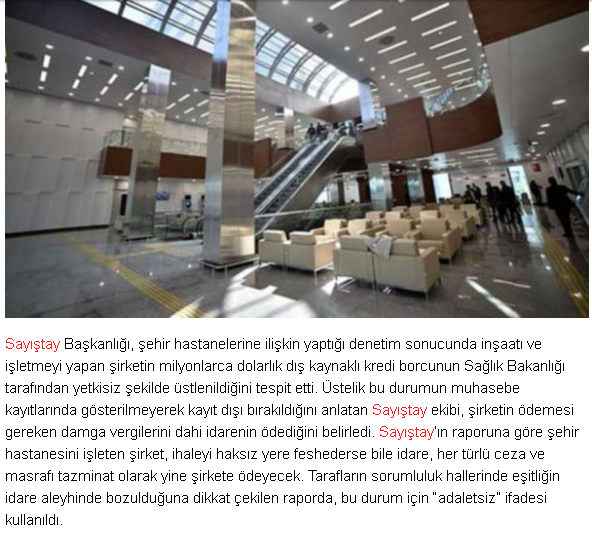 Sayıştay Başkanlığı, şehir hastanelerine ilişkin yaptığı denetim sonucunda inşaatı ve
işletmeyi yapan şirketin milyonlarca dolarlık dış kaynaklı kredi borcunun Sağlık Bakanlığı
tarafından yetkisiz şekilde üstlenildiğini tespit etti. Üstelik bu durumun muhasebe
kayıtlarında gösterilmeyerek kayıt dışı bırakıldığını anlatan Sayıştay ekibi, şirketin ödemesi
gereken damga vergilerini dahi idarenin ödediğini belirledi. Sayıştay'ın raporuna göre şehir
hastanesini işleten şirket, ihaleyi haksız yere feshederse bile idare, her türlü ceza ve
masrafı tazminat olarak yine şirkete ödeyecek. Tarafların sorumluluk hallerinde eşitliğin
idare aleyhinde bozulduğuna dikkat çekilen raporda, bu durum için “adaletsiz” ifadesi
kullanıldı.